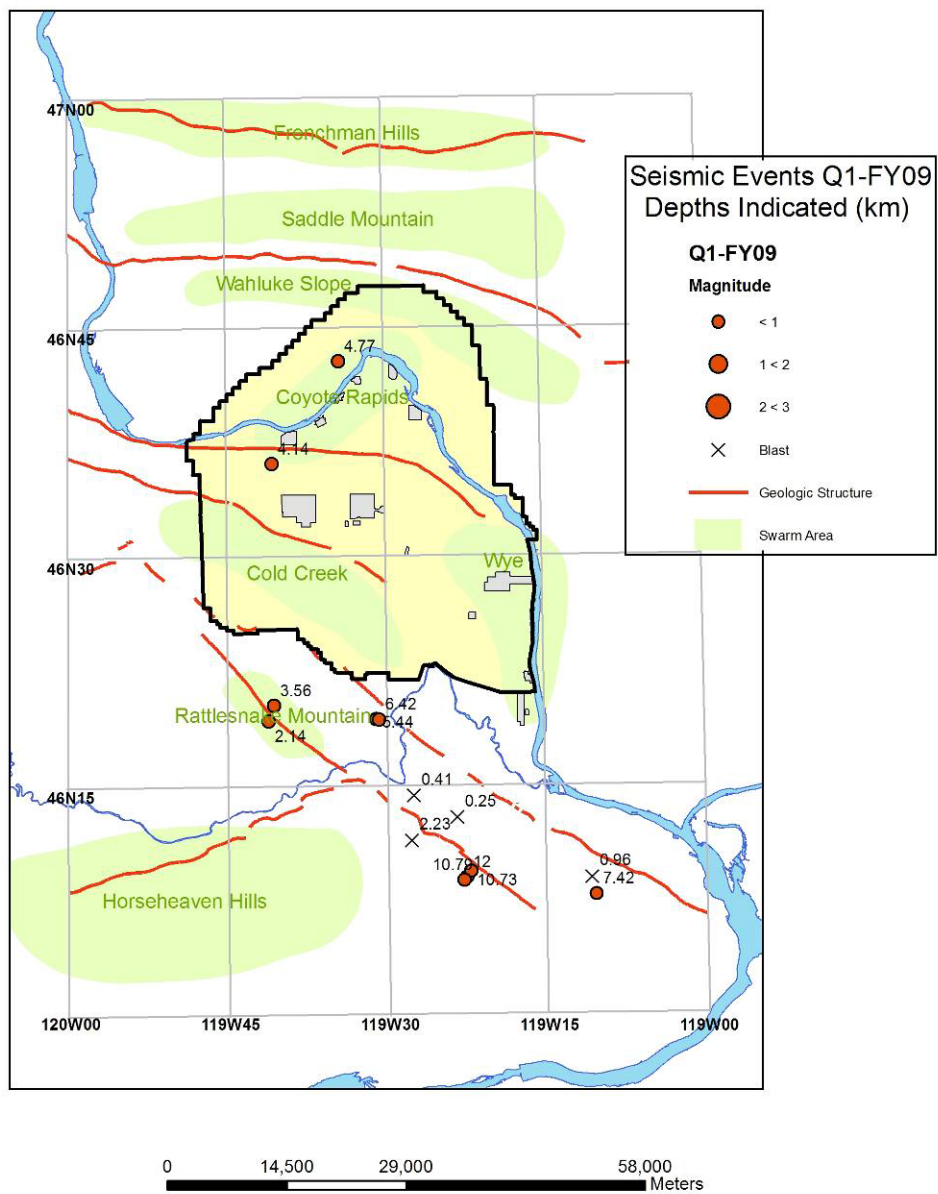 47N00
Frenchman Hills
Seismic Events Q1-FY09
Depths Indicated (km)
Saddle Mountain
Q1-FY09
Magnitude
Wahluke Slope
< 1
46N45
4.77
1 < 2
Coyote Rapids
2 < 3
4.14
Blast
Geologic Structure
Swarm Area
46N30
Wye
Cold Creek
3.56
6.42
Rattlesnake Mountain
5.44
2.14
46N15
0.41
0.25
2.23
10.79
12
0.96
10.73
7.42
Horseheaven Hills
120W00
119W45
119W30
119W15
119W00
0
14,500
29,000
58,000
Meters